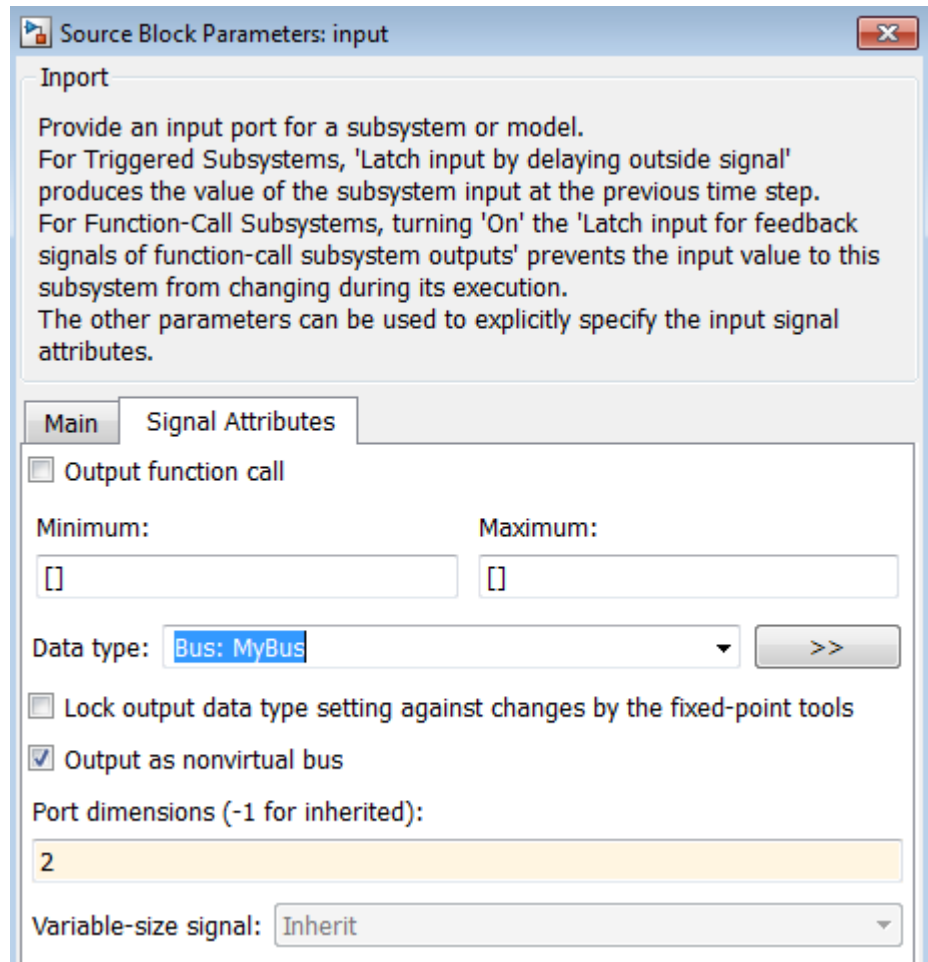 Source Block Parameters: input
Inport
Provide an input port for a subsystem or model.
For Triggered Subsystems, 'Latch input by delaying outside signal'
produces the value of the subsystem input at the previous time step.
For Function-Call Subsystems, turning 'On' the 'Latch input for feedback
signals of function-call subsystem outputs' prevents the input value to this
subsystem from changing during its execution.
The other parameters can be used to explicitly specify the input signal
attributes.
Main Signal Attributes
Output function call
Minimum: Maximum:
[] []
Data type: Bus: MyBus >>
Lock output data type setting against changes by the fixed-point tools
Output as nonvirtual bus
Port dimensions (-1 for inherited):
2
Variable-size signal: Inherit